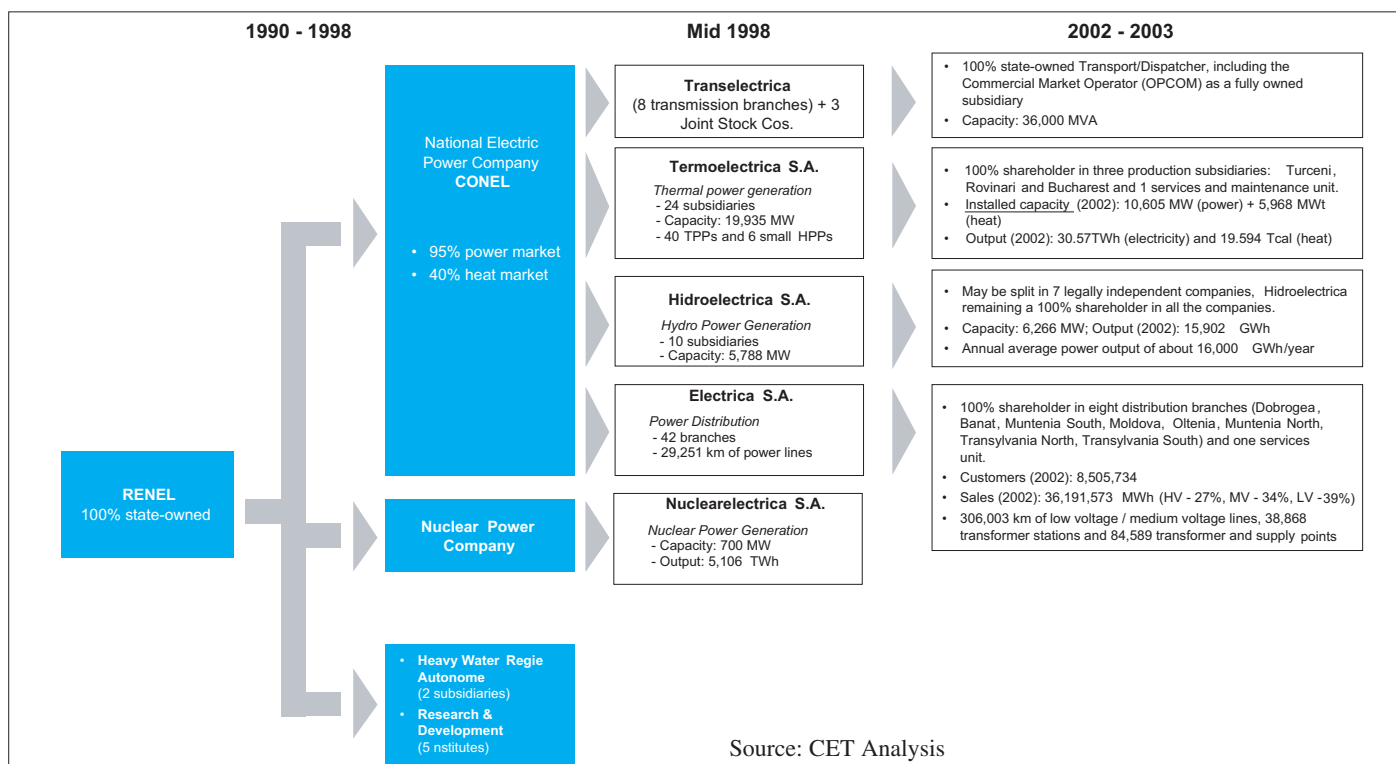 1990 - 1998
Mid 1998
2002 - 2003
RENEL
100% state-owned
National Electric
Power Company
CONEL
• 95% power market
• 40% heat market
Nuclear Power
Company
• Heavy Water Regie
Autonome
(2 subsidiaries)
• Research &
Development
(5 nstitutes)
Transelectrica
(8 transmission branches) + 3
Joint Stock Cos.
Termoelectrica S.A.
Thermal power generation
- 24 subsidiaries
- Capacity: 19,935 MW
- 40 TPPs and 6 small HPPs
Hidroelectrica S.A.
Hydro Power Generation
- 10 subsidiaries
- Capacity: 5,788 MW
Electrica S.A.
Power Distribution
- 42 branches
- 29,251 km of power lines
Nuclearelectrica S.A.
Nuclear Power Generation
- Capacity: 700 MW
- Output: 5,106 TWh
• 100% state-owned Transport/Dispatcher, including the
Commercial Market Operator (OPCOM) as a fully owned
subsidiary
• Capacity: 36,000 MVA
• 100% shareholder in three production subsidiaries: Turceni,
Rovinari and Bucharest and 1 services and maintenance unit.
• Installed capacity (2002): 10,605 MW (power) + 5,968 MWt
(heat)
• Output (2002): 30.57TWh (electricity) and 19.594 Tcal (heat)
• May be split in 7 legally independent companies, Hidroelectrica
remaining a 100% shareholder in all the companies.
• Capacity: 6,266 MW; Output (2002): 15,902 GWh
• Annual average power output of about 16,000 GWh/year
• 100% shareholder in eight distribution branches (Dobrogea,
Banat, Muntenia South, Moldova, Oltenia, Muntenia North,
Transylvania North, Transylvania South) and one services
unit.
• Customers (2002): 8,505,734
• Sales (2002): 36,191,573 MWh (HV - 27%, MV - 34%, LV -39%)
• 306,003 km of low voltage / medium voltage lines, 38,868
transformer stations and 84,589 transformer and supply points
Source: CET Analysis